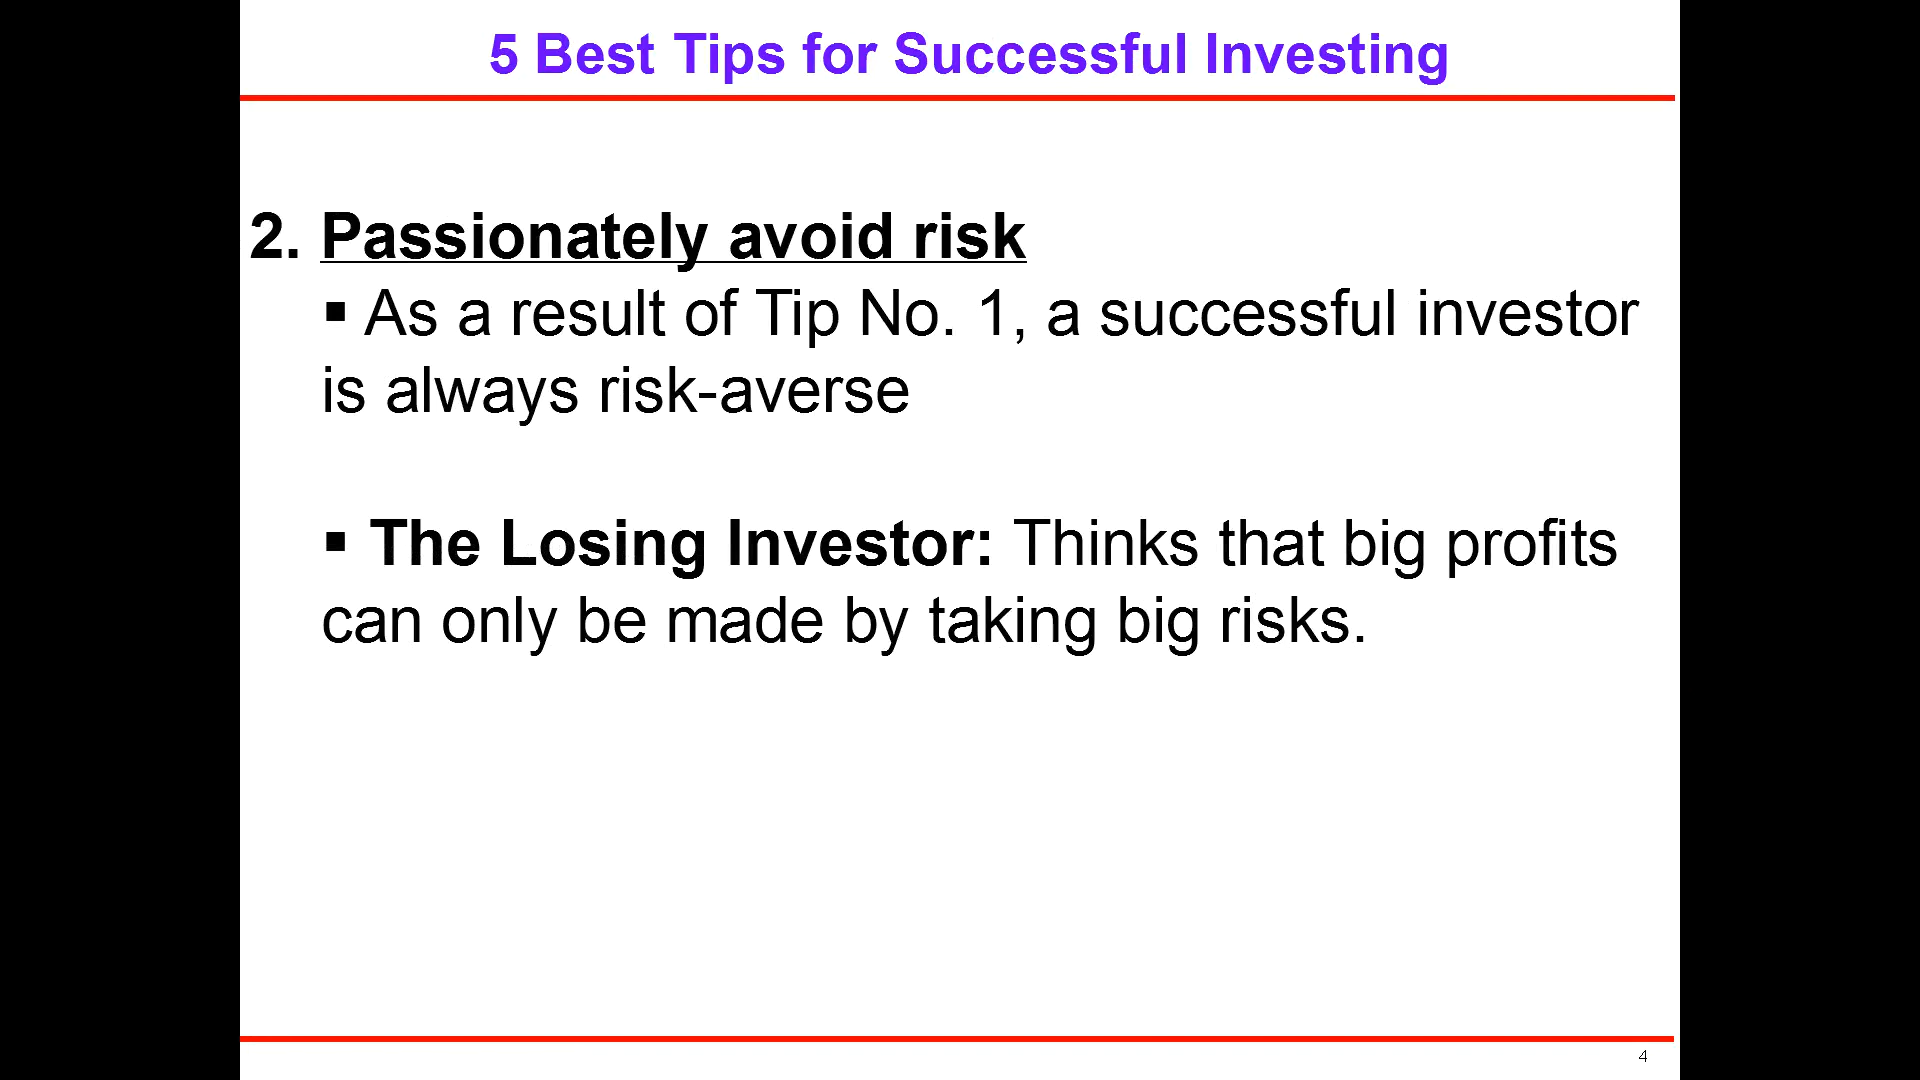 5 Best Tips for Successful Investing
2. Passionately avoid risk
▪ As a result of Tip No. 1, a successful investor
is always risk-averse
▪ The Losing Investor: Thinks that big profits
can only be made by taking big risks.
4